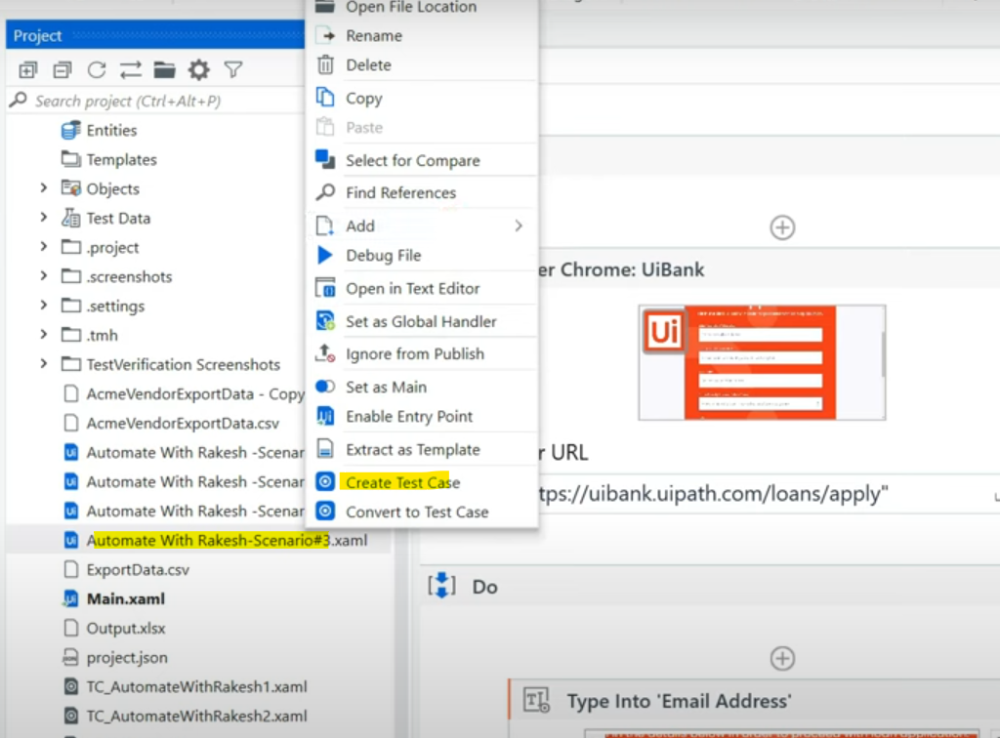 Project
Search project (Ctrl+Alt+P)
Entities
Templates
Objects
Test Data
.project
.screenshots
.settings
.tmh
TestVerification Screenshots
AcmeVendorExportData - Copy
AcmeVendorExportData.csv
Automate With Rakesh -Scenar
Automate With Rakesh -Scenar
Automate With Rakesh -Scenar
Automate With Rakesh-Scenario#3.xaml
ExportData.csv
Main.xaml
Output.xlsx
project.json
TC_AutomateWithRakesh1.xaml
TC_AutomateWithRakesh2.xaml
Open File Location
Rename
Delete
Copy
Paste
Select for Compare
Find References
Add
Debug File
Open in Text Editor
Set as Global Handler
Ignore from Publish
Set as Main
Enable Entry Point
Extract as Template
Create Test Case
Convert to Test Case
er Chrome: UiBank
Ui
r URL
tps://uibank.uipath.com/loans/apply"
Do
Type Into 'Email Address'